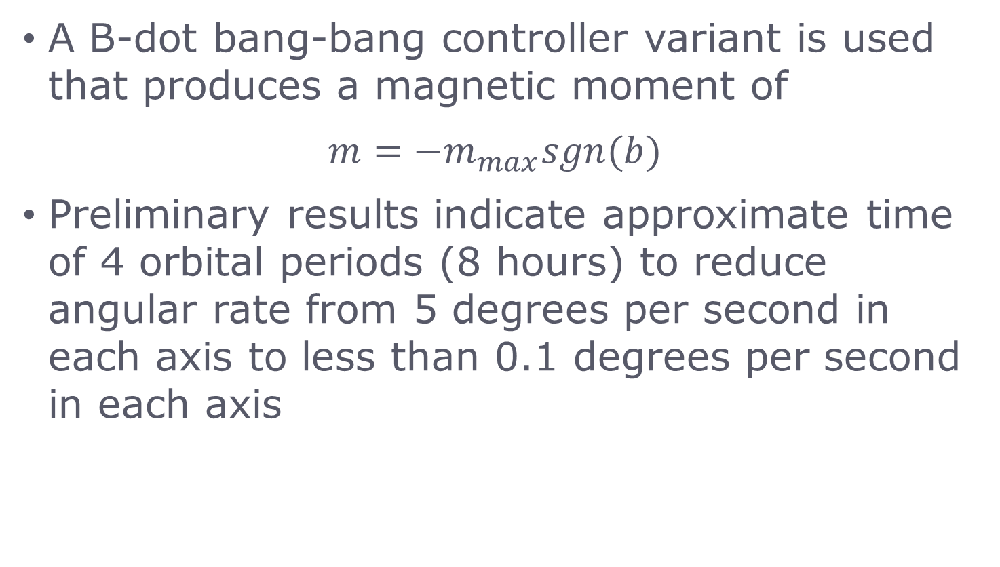 • A B-dot bang-bang controller variant is used
that produces a magnetic moment of
m = −m_max sgn(b)
• Preliminary results indicate approximate time
of 4 orbital periods (8 hours) to reduce
angular rate from 5 degrees per second in
each axis to less than 0.1 degrees per second
in each axis